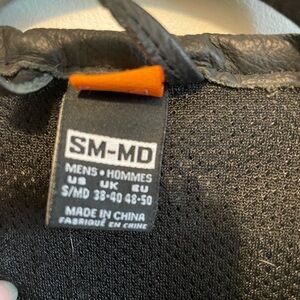 SM-MD
MENS • HOMMES
US UK EU
S/MD 38-40 48-50
MADE IN CHINA
FABRIQUÉ EN CHINE